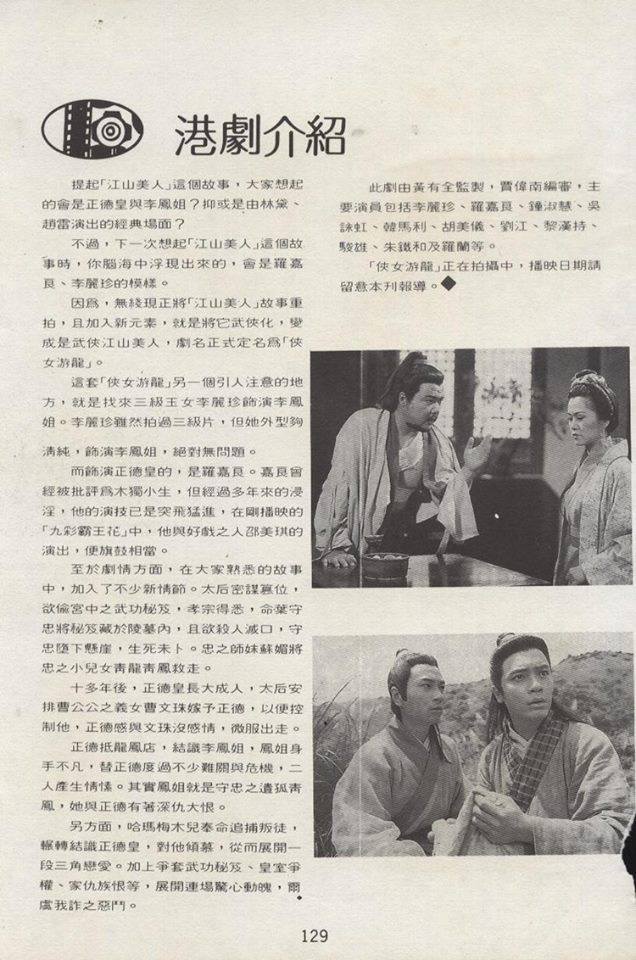 港劇介紹
提起「江山美人」這個故事，大家想起
的會是正德皇與李鳳姐？抑或是由林黛、
趙雷演出的經典場面？
不過，下一次想起「江山美人」這個故
事時，你腦海中浮現出來的，會是羅嘉
良、李麗珍的模樣。
因爲，無綫現正將「江山美人」故事重
拍，且加入新元素，就是將它武俠化，變
成是武俠江山美人，劇名正式定名爲「俠
女游龍」。
這套「俠女游龍」另一個引人注意的地
方，就是找來三級玉女李麗珍飾演李鳳
姐。李麗珍雖然拍過三級片，但她外型夠
清純，飾演李鳳姐，絕對無問題。
而飾演正德皇的，是羅嘉良。嘉良曾
經被批評爲木獨小生，但經過多年來的浸
淫，他的演技已是突飛猛進，在剛播映的
「九彩霸王花」中，他與好戲之人邵美琪的
演出，便旗鼓相當。
至於劇情方面，在大家熟悉的故事
中，加入了不少新情節。太后密謀篡位，
欲偷宮中之武功秘笈，孝宗得悉，命葉守
忠將秘笈藏於陵墓內，且欲殺人滅口，守
忠墮下懸崖，生死未卜。忠之師妹蘇媚將
忠之小兒女青龍青鳳救走。
十多年後，正德皇長大成人，太后安
排曹公公之義女曹文珠嫁予正德，以便控
制他，正德感與文珠沒感情，微服出走。
正德抵龍鳳店，結識李鳳姐，鳳姐身
手不凡，替正德度過不少難關與危機，二
人產生情愫。其實鳳姐就是守忠之遺孤青
鳳，她與正德有著深仇大恨。
另方面，哈瑪梅木兒奉命追捕叛徒，
輾轉結識正德皇，對他傾慕，從而展開一
段三角戀愛。加上爭套武功秘笈、皇室爭
權、家仇族恨等，展開連場驚心動魄，爾
虞我詐之惡鬥。
此劇由黃有全監製，賈偉南編審，主
要演員包括李麗珍、羅嘉良、鐘淑慧、吳
詠虹、韓馬利、胡美儀、劉江、黎漢持、
駿雄、朱鐵和及羅蘭等。
「俠女游龍」正在拍攝中，播映日期請
留意本刊報導。◆
129